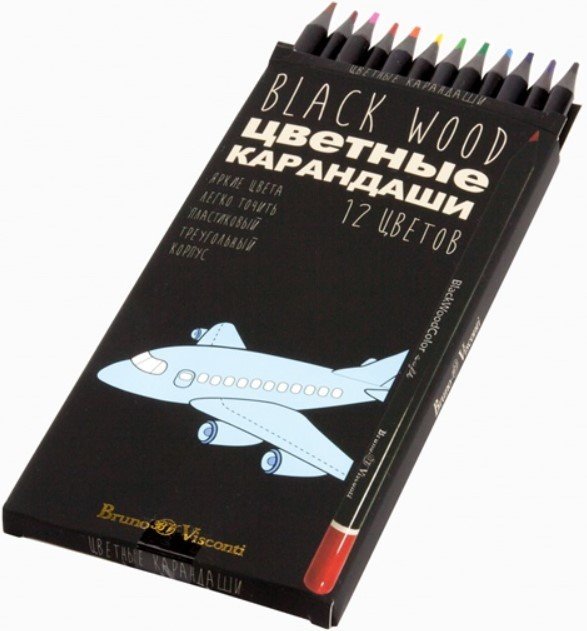 ЦВЕТНЫЕ КАРАНДАШИ
BLACK WOOD
ЦВЕТНЫЕ
КАРАНДАШИ
12 ЦВЕТОВ
ЯРКИЕ ЦВЕТА
ЛЕГКО ТОЧИТЬ
ПЛАСТИКОВЫЙ
ТРЕУГОЛЬНЫЙ
КОРПУС
BlackWoodColor
Bruno Visconti
Bruno Visconti
Bruno Visconti
ЦВЕТНЫЕ КАРАНДАШИ